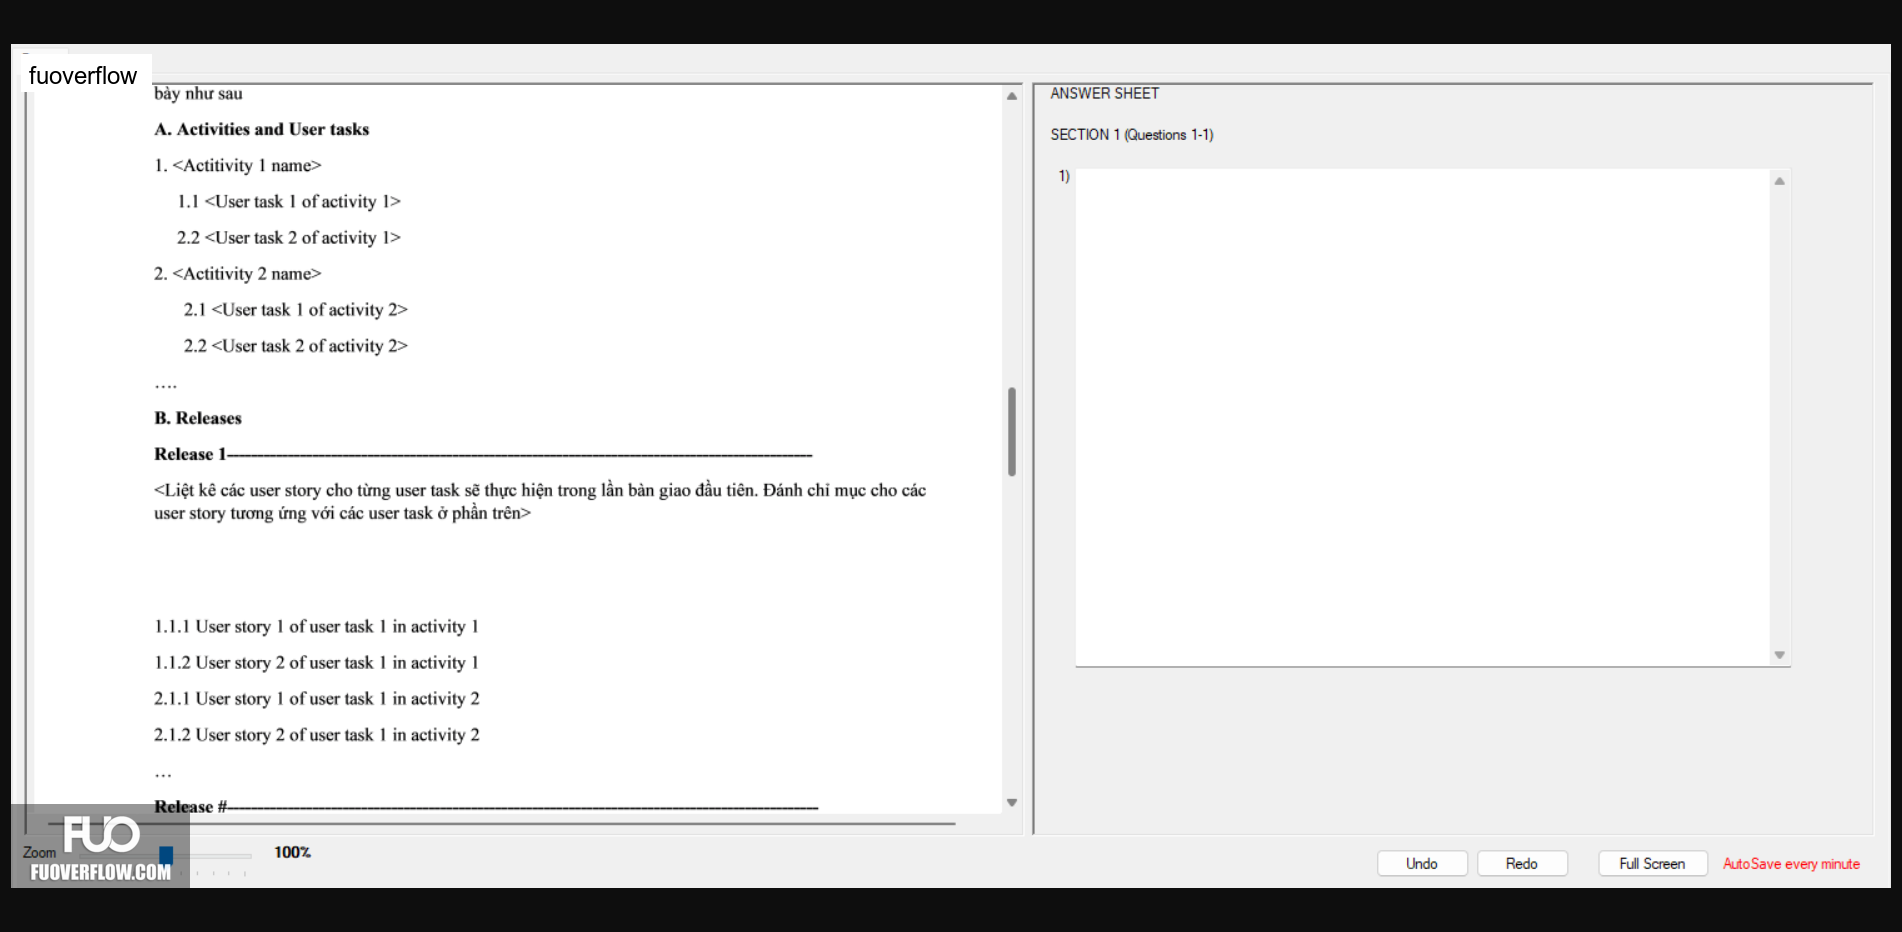 fuoverflow
bày như sau
A. Activities and User tasks
1. <Actitivity 1 name>
1.1 <User task 1 of activity 1>
2.2 <User task 2 of activity 1>
2. <Actitivity 2 name>
2.1 <User task 1 of activity 2>
2.2 <User task 2 of activity 2>
....
B. Releases
Release 1-----------------------------------------------------------------
<Liệt kê các user story cho từng user task sẽ thực hiện trong lần bàn giao đầu tiên. Đánh chỉ mục cho các
user story tương ứng với các user task ở phần trên>
1.1.1 User story 1 of user task 1 in activity 1
1.1.2 User story 2 of user task 1 in activity 1
2.1.1 User story 1 of user task 1 in activity 2
2.1.2 User story 2 of user task 1 in activity 2
...
Release #-----------------------------------------------------------------
ANSWER SHEET
SECTION 1 (Questions 1-1)
1)
Zoom
100%
FUO
FUOVERFLOW.COM
Undo
Redo
Full Screen
AutoSave every minute